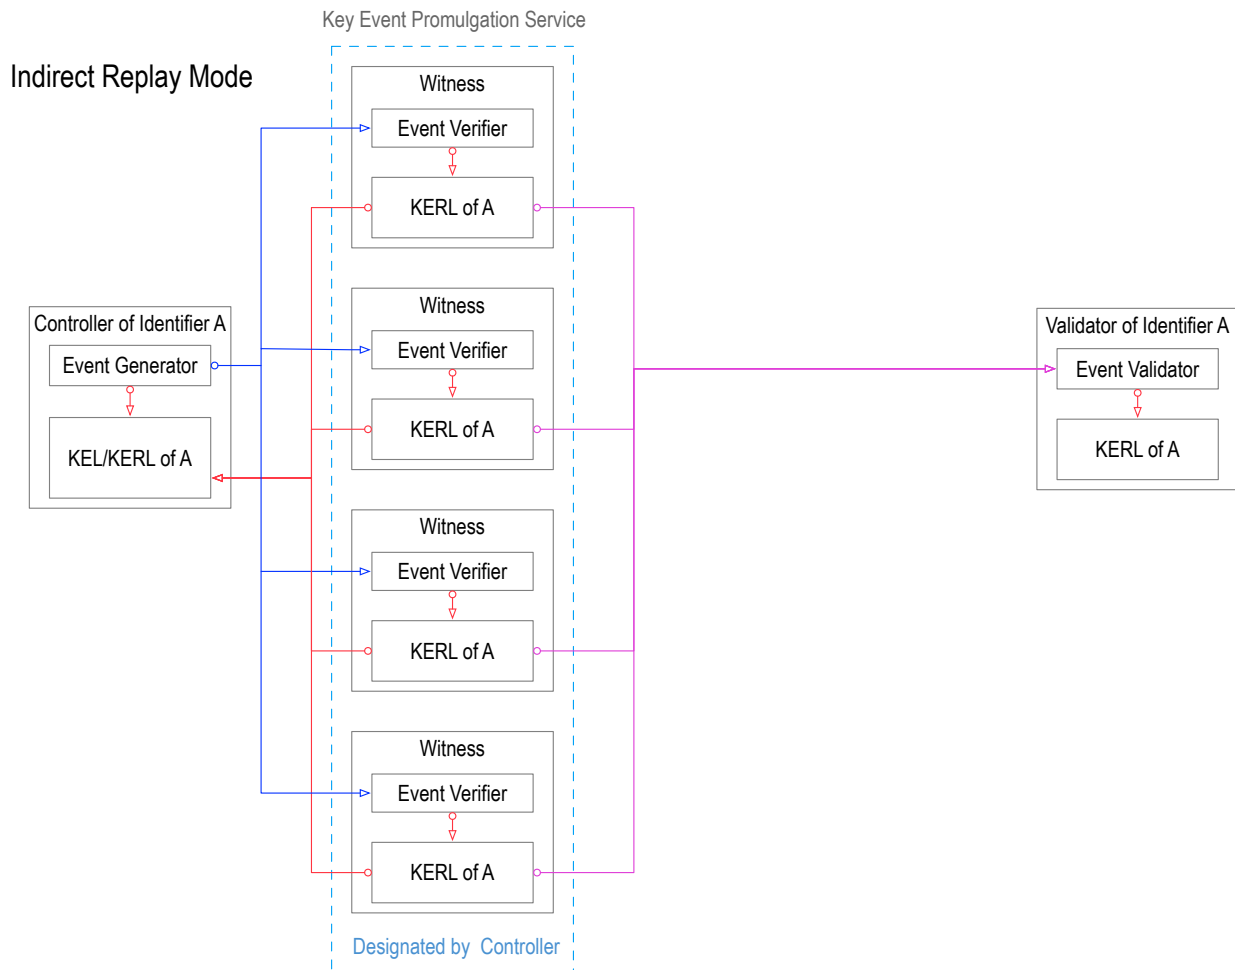 Key Event Promulgation Service
Indirect Replay Mode
Witness
Event Verifier
KERL of A
Witness
Event Verifier
KERL of A
Controller of Identifier A
Event Generator
KEL/KERL of A
Validator of Identifier A
Event Validator
KERL of A
Witness
Event Verifier
KERL of A
Witness
Event Verifier
KERL of A
Designated by Controller